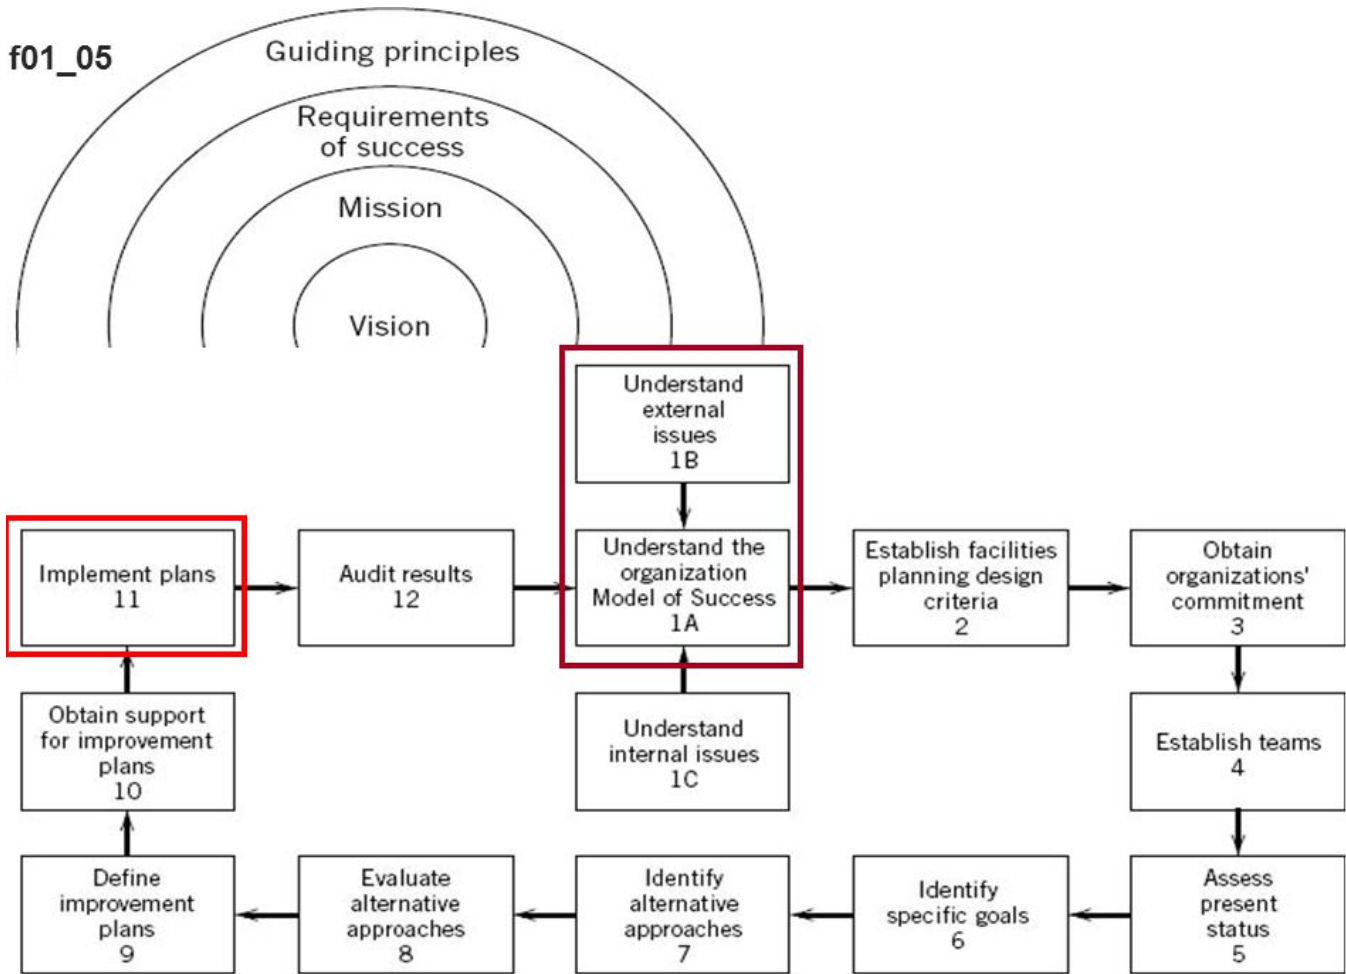 f01_05
Guiding principles
Requirements
of success
Mission
Vision
Understand
external
issues
1B
Implement plans
11
Audit results
12
Understand the
organization
Model of Success
1A
Establish facilities
planning design
criteria
2
Obtain
organizations'
commitment
3
Obtain support
for improvement
plans
10
Understand
internal issues
1C
Establish teams
4
Define
improvement
plans
9
Evaluate
alternative
approaches
8
Identify
alternative
approaches
7
Identify
specific goals
6
Assess
present
status
5